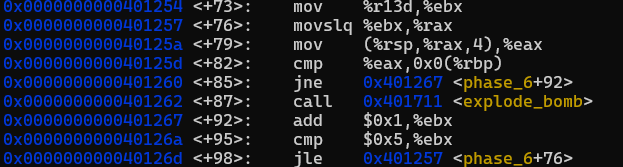 0x0000000000401254 <+73>: mov %r13d,%ebx
0x0000000000401257 <+76>: movslq %ebx,%rax
0x000000000040125a <+79>: mov (%rsp,%rax,4),%eax
0x000000000040125d <+82>: cmp %eax,0x0(%rbp)
0x0000000000401260 <+85>: jne 0x401267 <phase_6+92>
0x0000000000401262 <+87>: call 0x401711 <explode_bomb>
0x0000000000401267 <+92>: add $0x1,%ebx
0x000000000040126a <+95>: cmp $0x5,%ebx
0x000000000040126d <+98>: jle 0x401257 <phase_6+76>